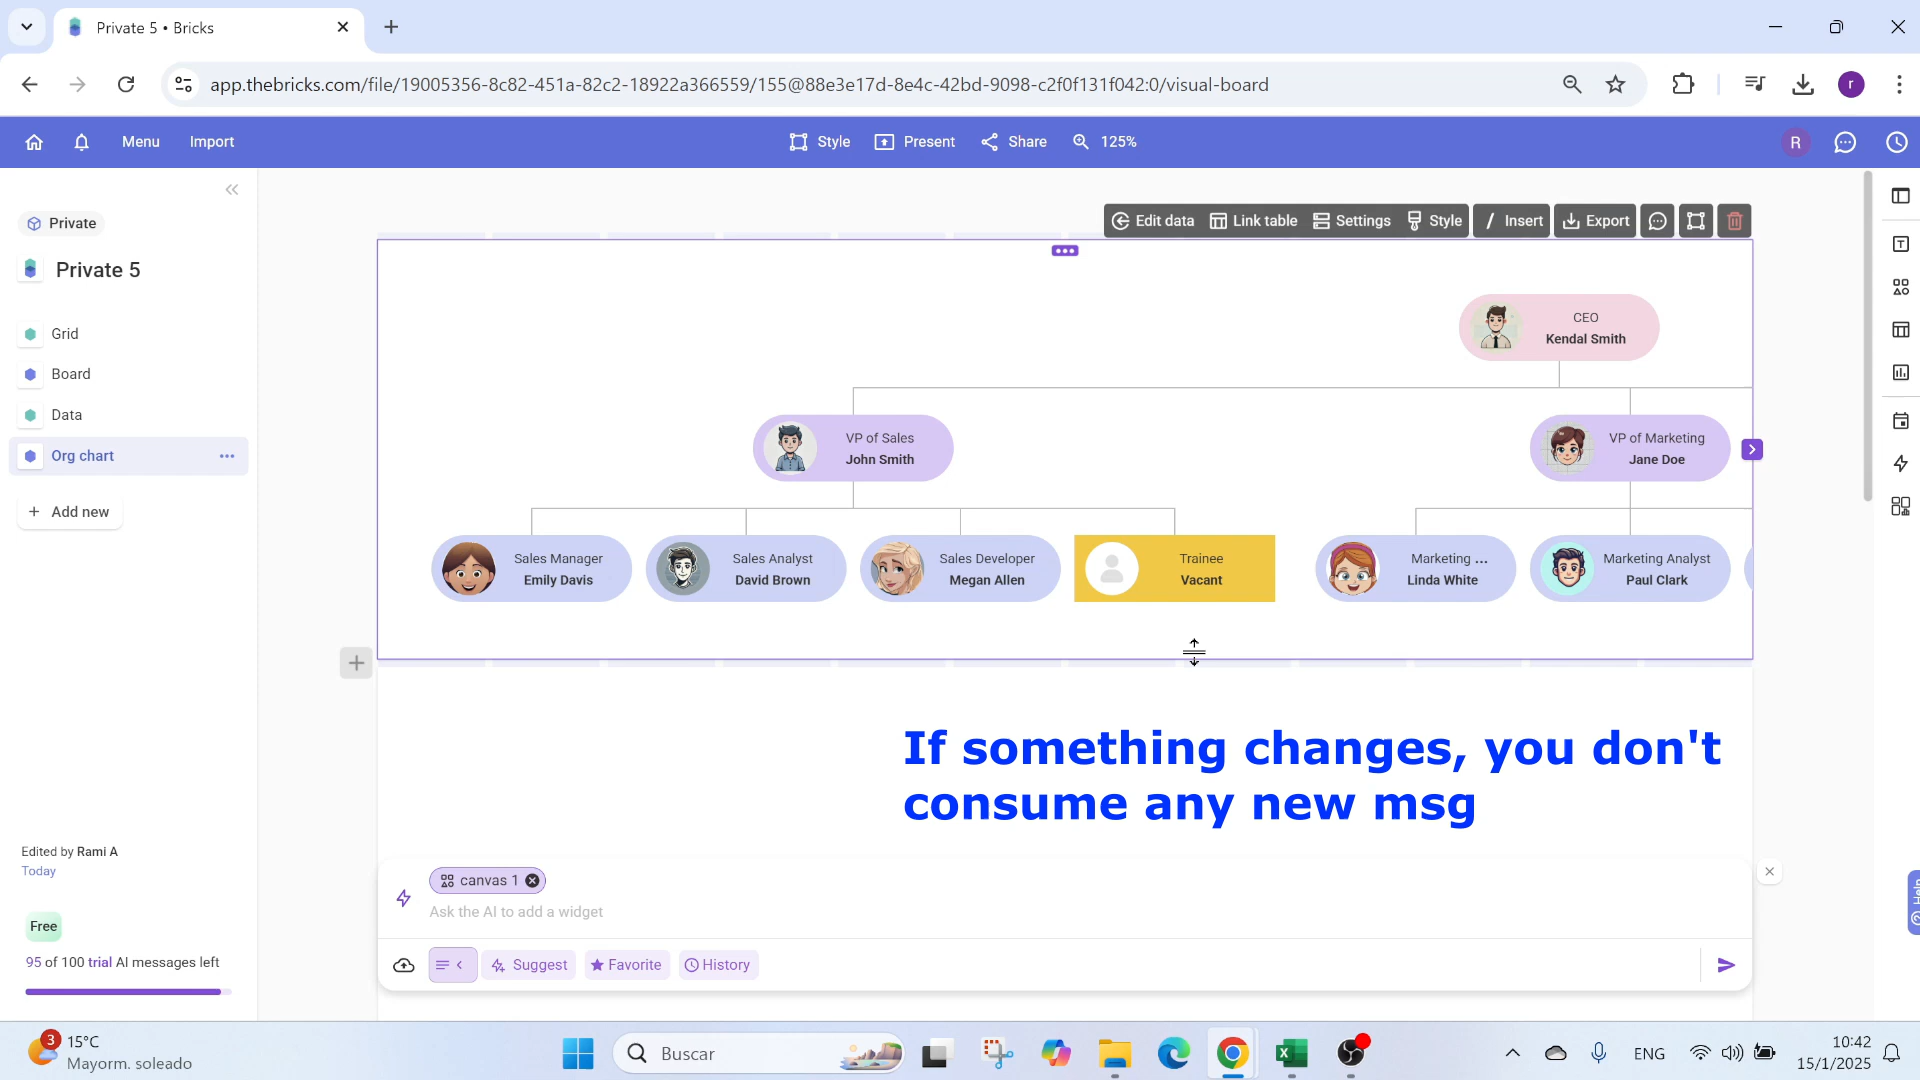 Private 5 • Bricks
app.thebricks.com/file/19005356-8c82-451a-82c2-18922a366559/155@88e3e17d-8e4c-42bd-9098-c2f0f131f042:0/visual-board
r
Menu
Import
Style
Present
Share
125%
R
Private
Private 5
Grid
Board
Data
Org chart
+ Add new
Edit data
Link table
Settings
Style
Insert
Export
CEO
Kendal Smith
VP of Sales
John Smith
VP of Marketing
Jane Doe
Sales Manager
Emily Davis
Sales Analyst
David Brown
Sales Developer
Megan Allen
Trainee
Vacant
Marketing ...
Linda White
Marketing Analyst
Paul Clark
If something changes, you don't
consume any new msg
Edited by Rami A
Today
Free
95 of 100 trial AI messages left
canvas 1
Ask the AI to add a widget
Suggest
Favorite
History
Help
3
15°C
Mayorm. soleado
Buscar
ENG
10:42
15/1/2025